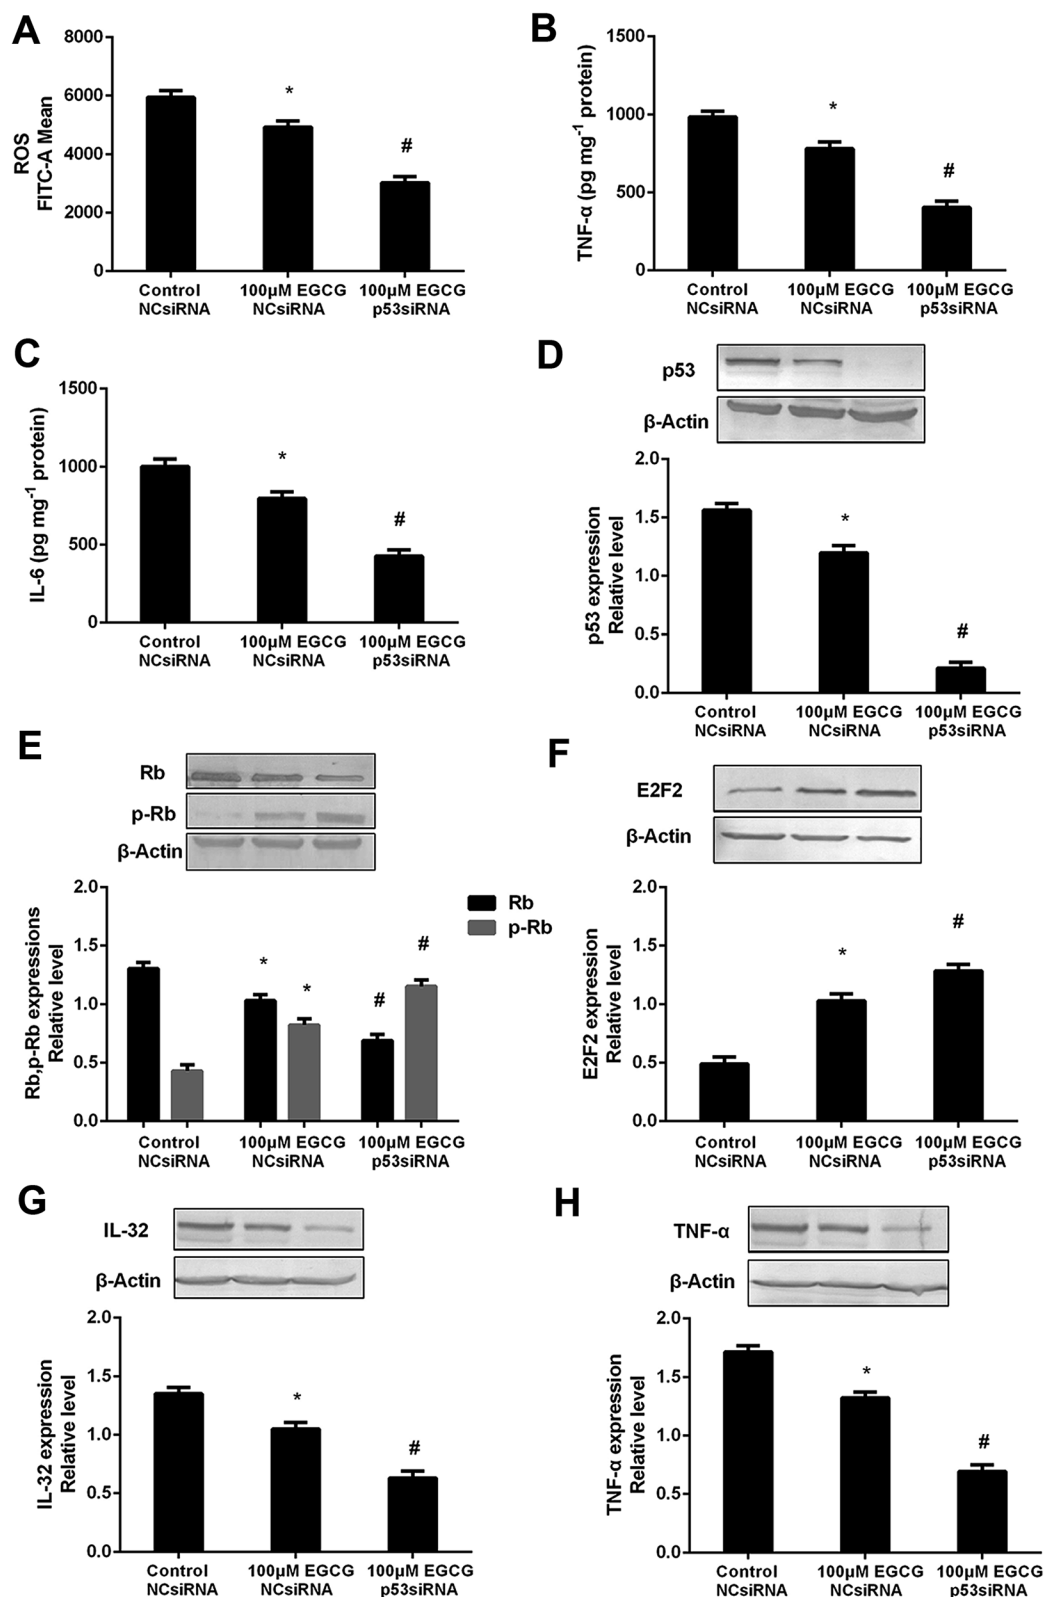 A
8000
6000
4000
2000
0
ROS
FITC-A Mean
*
#
Control
NCsiRNA
100μM EGCG
NCsiRNA
100μM EGCG
p53siRNA
B
1500
1000
500
0
TNF-α (pg mg-1 protein)
*
#
Control
NCsiRNA
100μM EGCG
NCsiRNA
100μM EGCG
p53siRNA
C
1500
1000
500
0
IL-6 (pg mg-1 protein)
*
#
Control
NCsiRNA
100μM EGCG
NCsiRNA
100μM EGCG
p53siRNA
D
p53
β-Actin
2.0
1.5
1.0
0.5
0.0
p53 expression
Relative level
*
#
Control
NCsiRNA
100μM EGCG
NCsiRNA
100μM EGCG
p53siRNA
E
Rb
p-Rb
β-Actin
2.0
1.5
1.0
0.5
0.0
Rb,p-Rb expressions
Relative level
*
*
#
#
Rb
p-Rb
Control
NCsiRNA
100μM EGCG
NCsiRNA
100μM EGCG
p53siRNA
F
E2F2
β-Actin
2.0
1.5
1.0
0.5
0.0
E2F2 expression
Relative level
*
#
Control
NCsiRNA
100μM EGCG
NCsiRNA
100μM EGCG
p53siRNA
G
IL-32
β-Actin
2.0
1.5
1.0
0.5
0.0
IL-32 expression
Relative level
*
#
Control
NCsiRNA
100μM EGCG
NCsiRNA
100μM EGCG
p53siRNA
H
TNF-α
β-Actin
2.0
1.5
1.0
0.5
0.0
TNF-α expression
Relative level
*
#
Control
NCsiRNA
100μM EGCG
NCsiRNA
100μM EGCG
p53siRNA